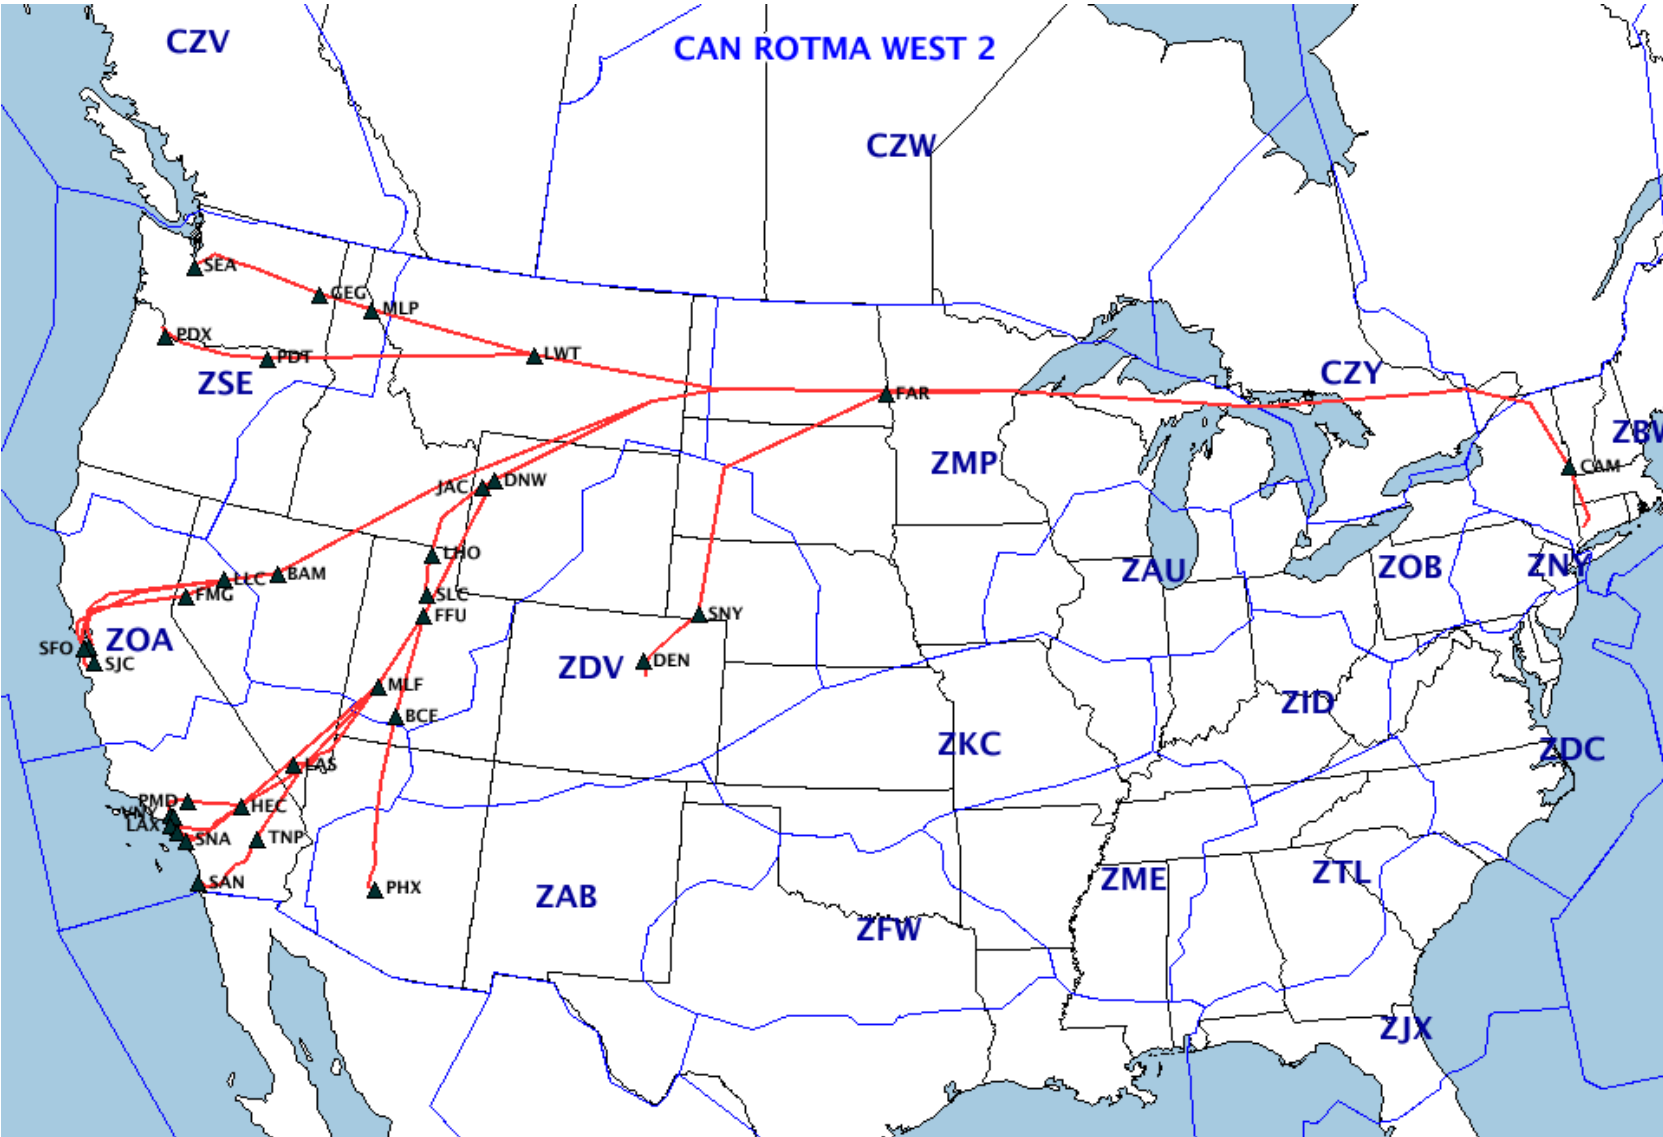 CZV
CAN ROTMA WEST 2
CZW
SEA
GEG
MLP
PDX
PDT
LWT
ZSE
CZY
FAR
ZBW
ZMP
CAM
JAC
DNW
LHO
LLC
BAM
FMG
SLC
FFU
ZAU
ZOB
ZNY
SNY
SFO
ZOA
SJC
ZDV
DEN
MLF
BCE
ZID
ZKC
ZDC
LAS
PMD
HEC
VNY
LAX
SNA
TNP
SAN
PHX
ZAB
ZME
ZTL
ZFW
ZJX